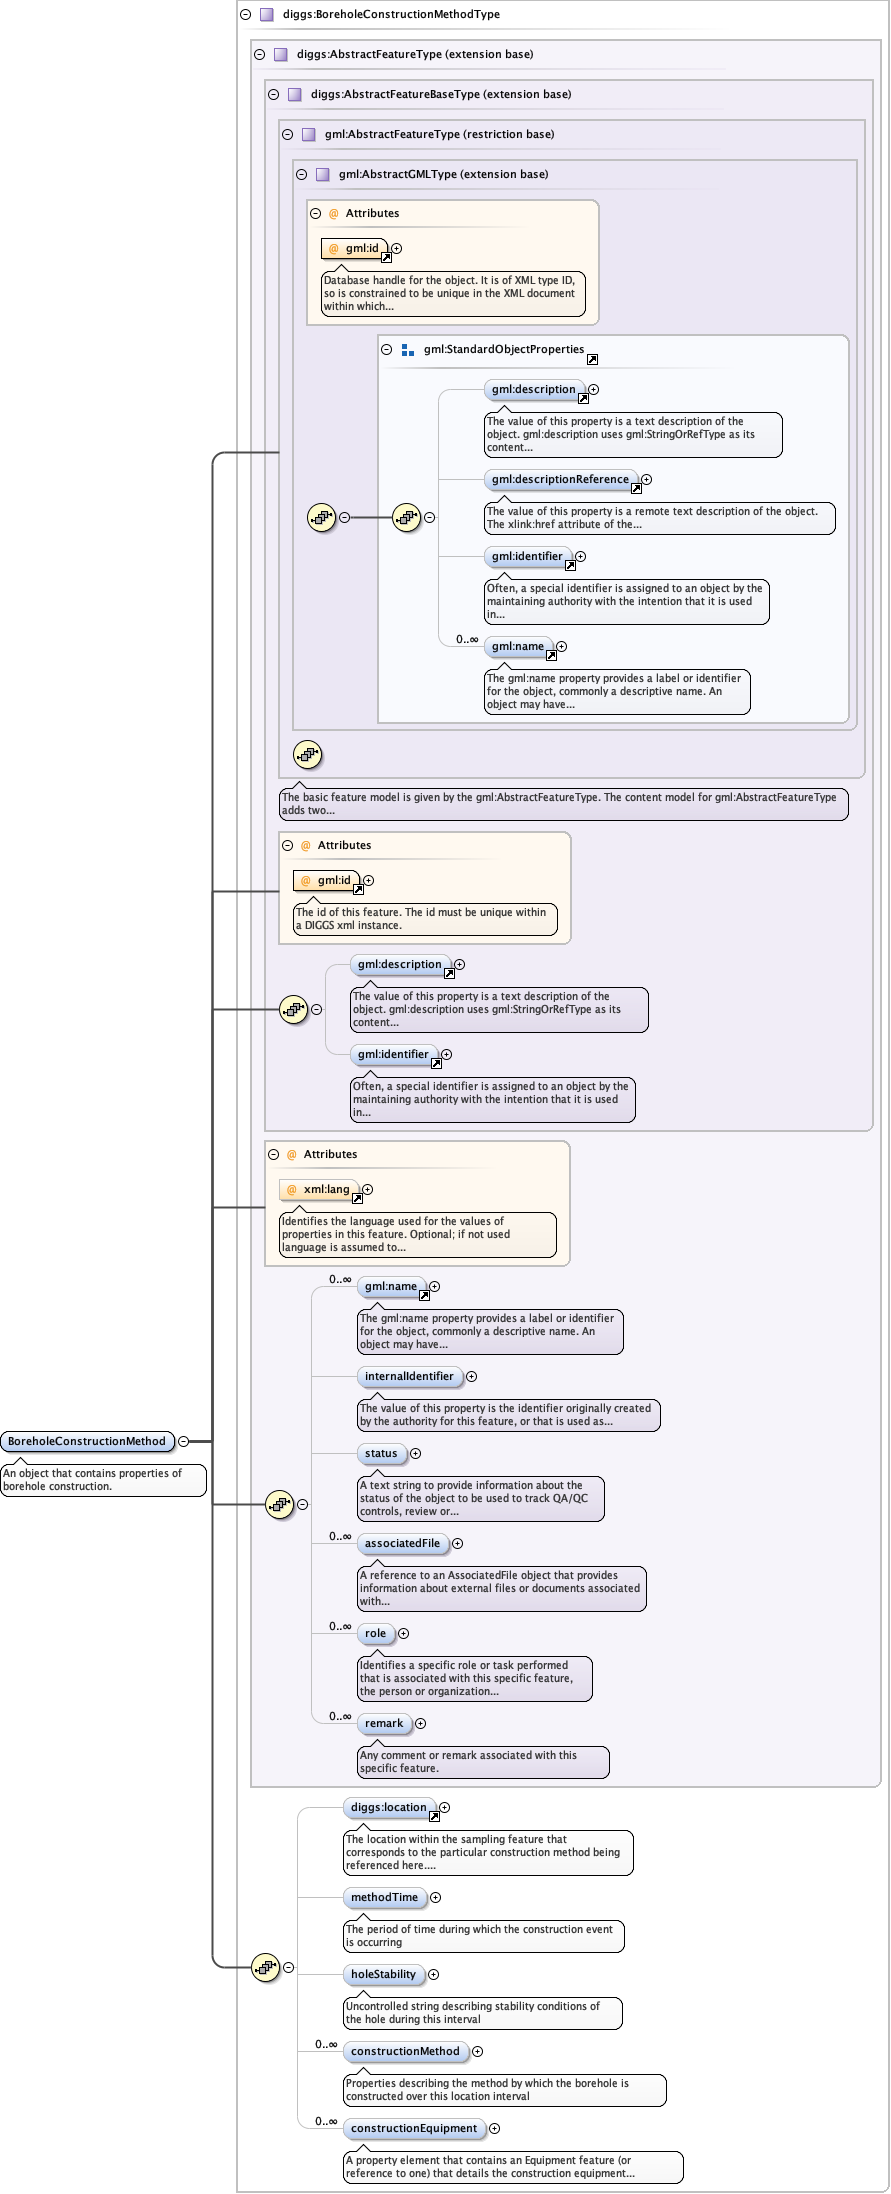 diggs:BoreholeConstructionMethodType
diggs:AbstractFeatureType (extension base)
diggs:AbstractFeatureBaseType (extension base)
gml:AbstractFeatureType (restriction base)
gml:AbstractGMLType (extension base)
@ Attributes
@ gml:id
Database handle for the object. It is of XML type ID,
so is constrained to be unique in the XML document
within which...
gml:StandardObjectProperties
gml:description
The value of this property is a text description of the
object. gml:description uses gml:StringOrRefType as its
content...
gml:descriptionReference
The value of this property is a remote text description of the object.
The xlink:href attribute of the...
gml:identifier
Often, a special identifier is assigned to an object by the
maintaining authority with the intention that it is used
in...
0..∞
gml:name
The gml:name property provides a label or identifier
for the object, commonly a descriptive name. An
object may have...
The basic feature model is given by the gml:AbstractFeatureType. The content model for gml:AbstractFeatureType
adds two...
@ Attributes
@ gml:id
The id of this feature. The id must be unique within
a DIGGS xml instance.
gml:description
The value of this property is a text description of the
object. gml:description uses gml:StringOrRefType as its
content...
gml:identifier
Often, a special identifier is assigned to an object by the
maintaining authority with the intention that it is used
in...
@ Attributes
@ xml:lang
Identifies the language used for the values of
properties in this feature. Optional; if not used
language is assumed to...
0..∞
gml:name
The gml:name property provides a label or identifier
for the object, commonly a descriptive name. An
object may have...
internalIdentifier
The value of this property is the identifier originally created
by the authority for this feature, or that is used as...
BoreholeConstructionMethod
An object that contains properties of
borehole construction.
status
A text string to provide information about the
status of the object to be used to track QA/QC
controls, review or...
0..∞
associatedFile
A reference to an AssociatedFile object that provides
information about external files or documents associated
with...
0..∞
role
Identifies a specific role or task performed
that is associated with this specific feature,
the person or organization...
0..∞
remark
Any comment or remark associated with this
specific feature.
diggs:location
The location within the sampling feature that
corresponds to the particular construction method being
referenced here....
methodTime
The period of time during which the construction event
is occurring
holeStability
Uncontrolled string describing stability conditions of
the hole during this interval
0..∞
constructionMethod
Properties describing the method by which the borehole is
constructed over this location interval
0..∞
constructionEquipment
A property element that contains an Equipment feature (or
reference to one) that details the construction equipment...